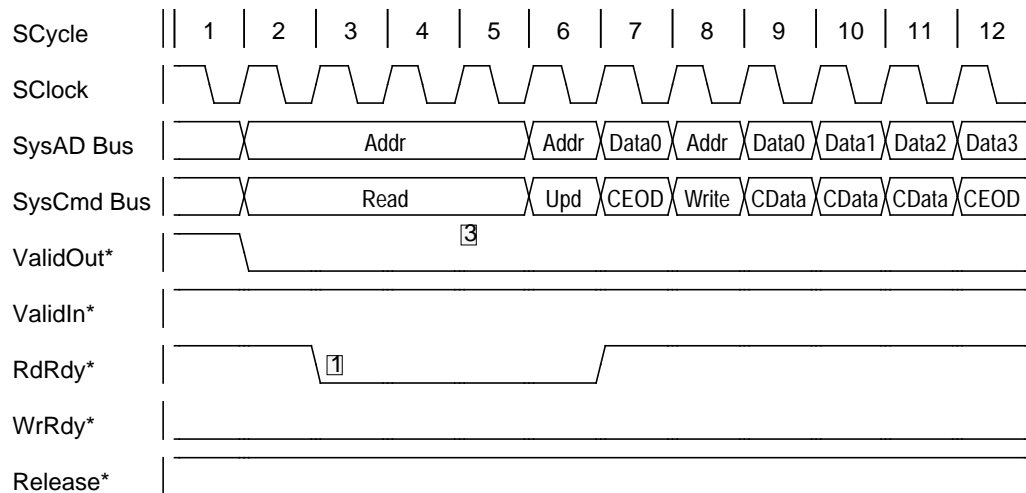 SCycle 1 2 3 4 5 6 7 8 9 10 11 12
SClock
SysAD Bus Addr Addr Data0 Addr Data0 Data1 Data2 Data3
SysCmd Bus Read Upd CEOD Write CData CData CData CEOD
3
ValidOut*
ValidIn*
RdRdy* 1
WrRdy*
Release*